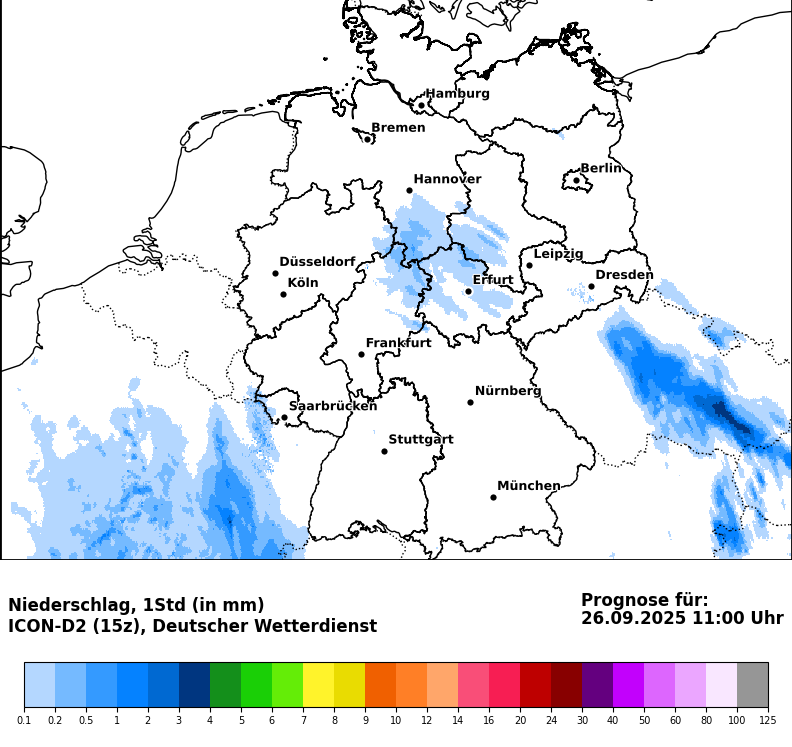 Hamburg
Bremen
Berlin
Hannover
Leipzig
Düsseldorf
Dresden
Köln
Erfurt
Frankfurt
Nürnberg
Saarbrücken
Stuttgart
München
Niederschlag, 1Std (in mm)
ICON-D2 (15z), Deutscher Wetterdienst
Prognose für:
26.09.2025 11:00 Uhr
0.1 0.2 0.5 1 2 3 4 5 6 7 8 9 10 12 14 16 20 24 30 40 50 60 80 100 125